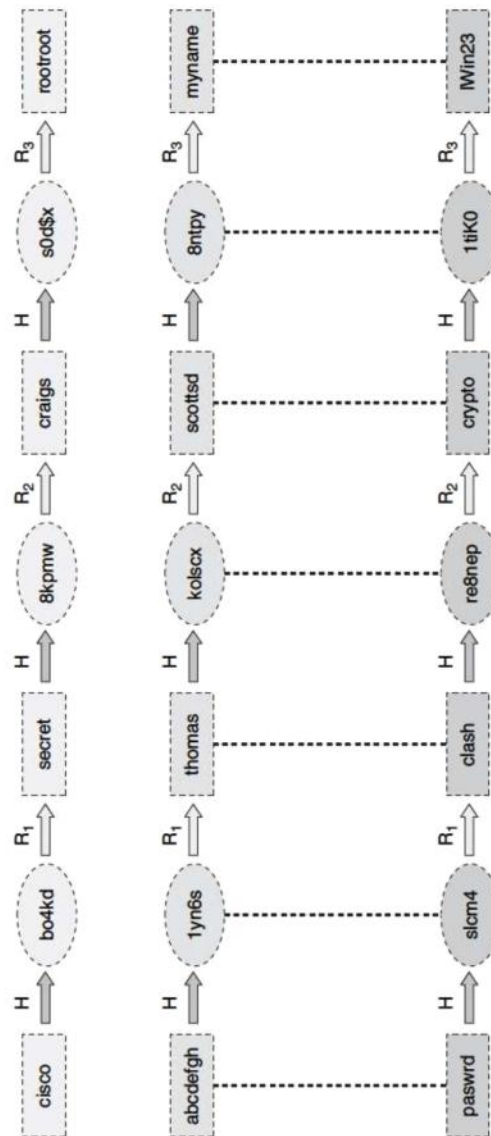 cisco H bo4kd R1 secret H 8kpmw R2 craigs H s0d$x R3 rootroot
abcdefgh H 1yn6s R1 thomas H kolscx R2 scottsd H 8ntpy R3 myname
paswrd H slcm4 R1 clash H re8nep R2 crypto H 1tiK0 R3 IWin23